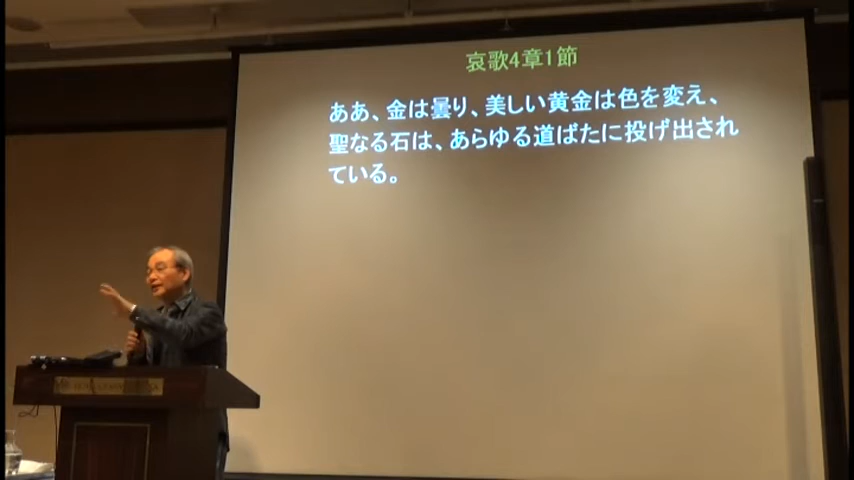 哀歌4章1節
ああ、金は曇り、美しい黄金は色を変え、
聖なる石は、あらゆる道ばたに投げ出され
ている。